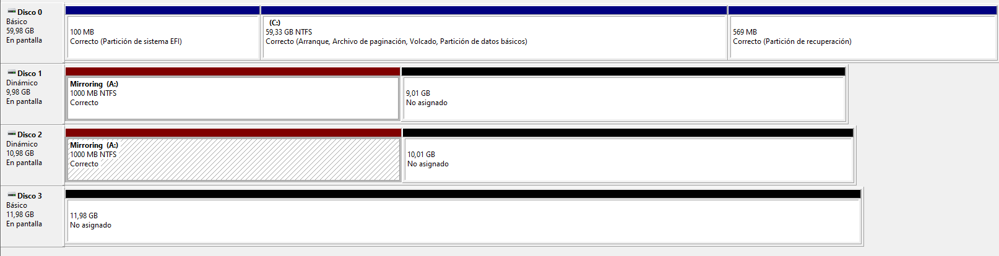 Disco 0
Básico
59,98 GB
En pantalla
100 MB
Correcto (Partición de sistema EFI)
(C:)
59,33 GB NTFS
Correcto (Arranque, Archivo de paginación, Volcado, Partición de datos básicos)
569 MB
Correcto (Partición de recuperación)
Disco 1
Dinámico
9,98 GB
En pantalla
Mirroring (A:)
1000 MB NTFS
Correcto
9,01 GB
No asignado
Disco 2
Dinámico
10,98 GB
En pantalla
Mirroring (A:)
1000 MB NTFS
Correcto
10,01 GB
No asignado
Disco 3
Básico
11,98 GB
En pantalla
11,98 GB
No asignado